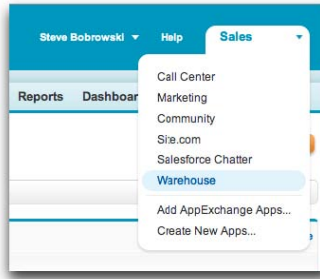 Steve Bobrowski Help Sales
Call Center
Reports Dashboar Marketing
Community
Site.com
Salesforce Chatter
Warehouse
Add AppExchange Apps...
Create New Apps...